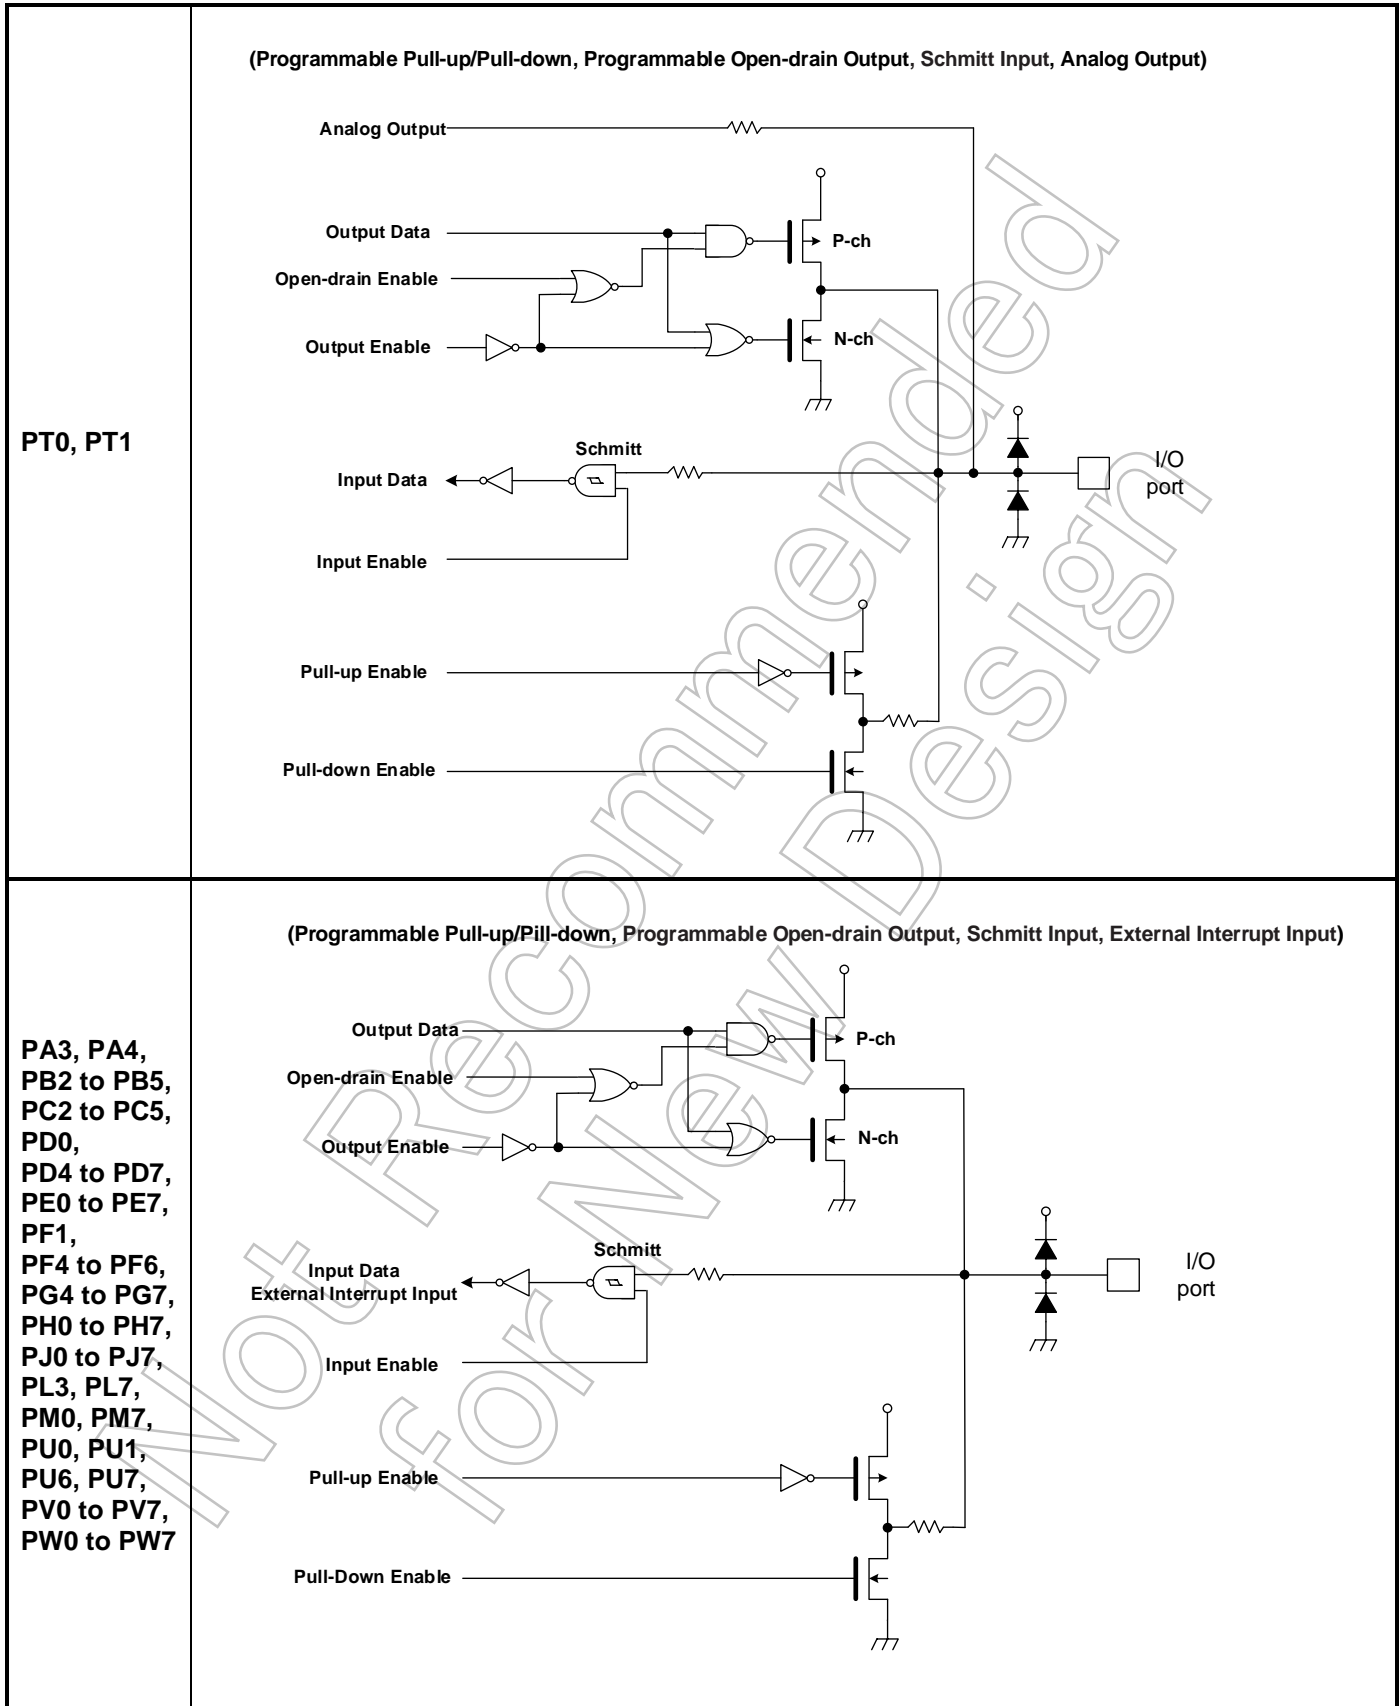 (Programmable Pull-up/Pull-down, Programmable Open-drain Output, Schmitt Input, Analog Output)
Analog Output
Output Data
P-ch
Open-drain Enable
Output Enable
N-ch
PT0, PT1
Schmitt
Input Data
I/O
port
Input Enable
Pull-up Enable
Pull-down Enable
(Programmable Pull-up/Pill-down, Programmable Open-drain Output, Schmitt Input, External Interrupt Input)
Output Data
P-ch
Open-drain Enable
Output Enable
N-ch
PA3, PA4,
PB2 to PB5,
PC2 to PC5,
PD0,
PD4 to PD7,
PE0 to PE7,
PF1,
PF4 to PF6,
PG4 to PG7,
PH0 to PH7,
PJ0 to PJ7,
PL3, PL7,
PM0, PM7,
PU0, PU1,
PU6, PU7,
PV0 to PV7,
PW0 to PW7
Schmitt
Input Data
External Interrupt Input
I/O
port
Input Enable
Pull-up Enable
Pull-Down Enable
Not Recommended
for New Design